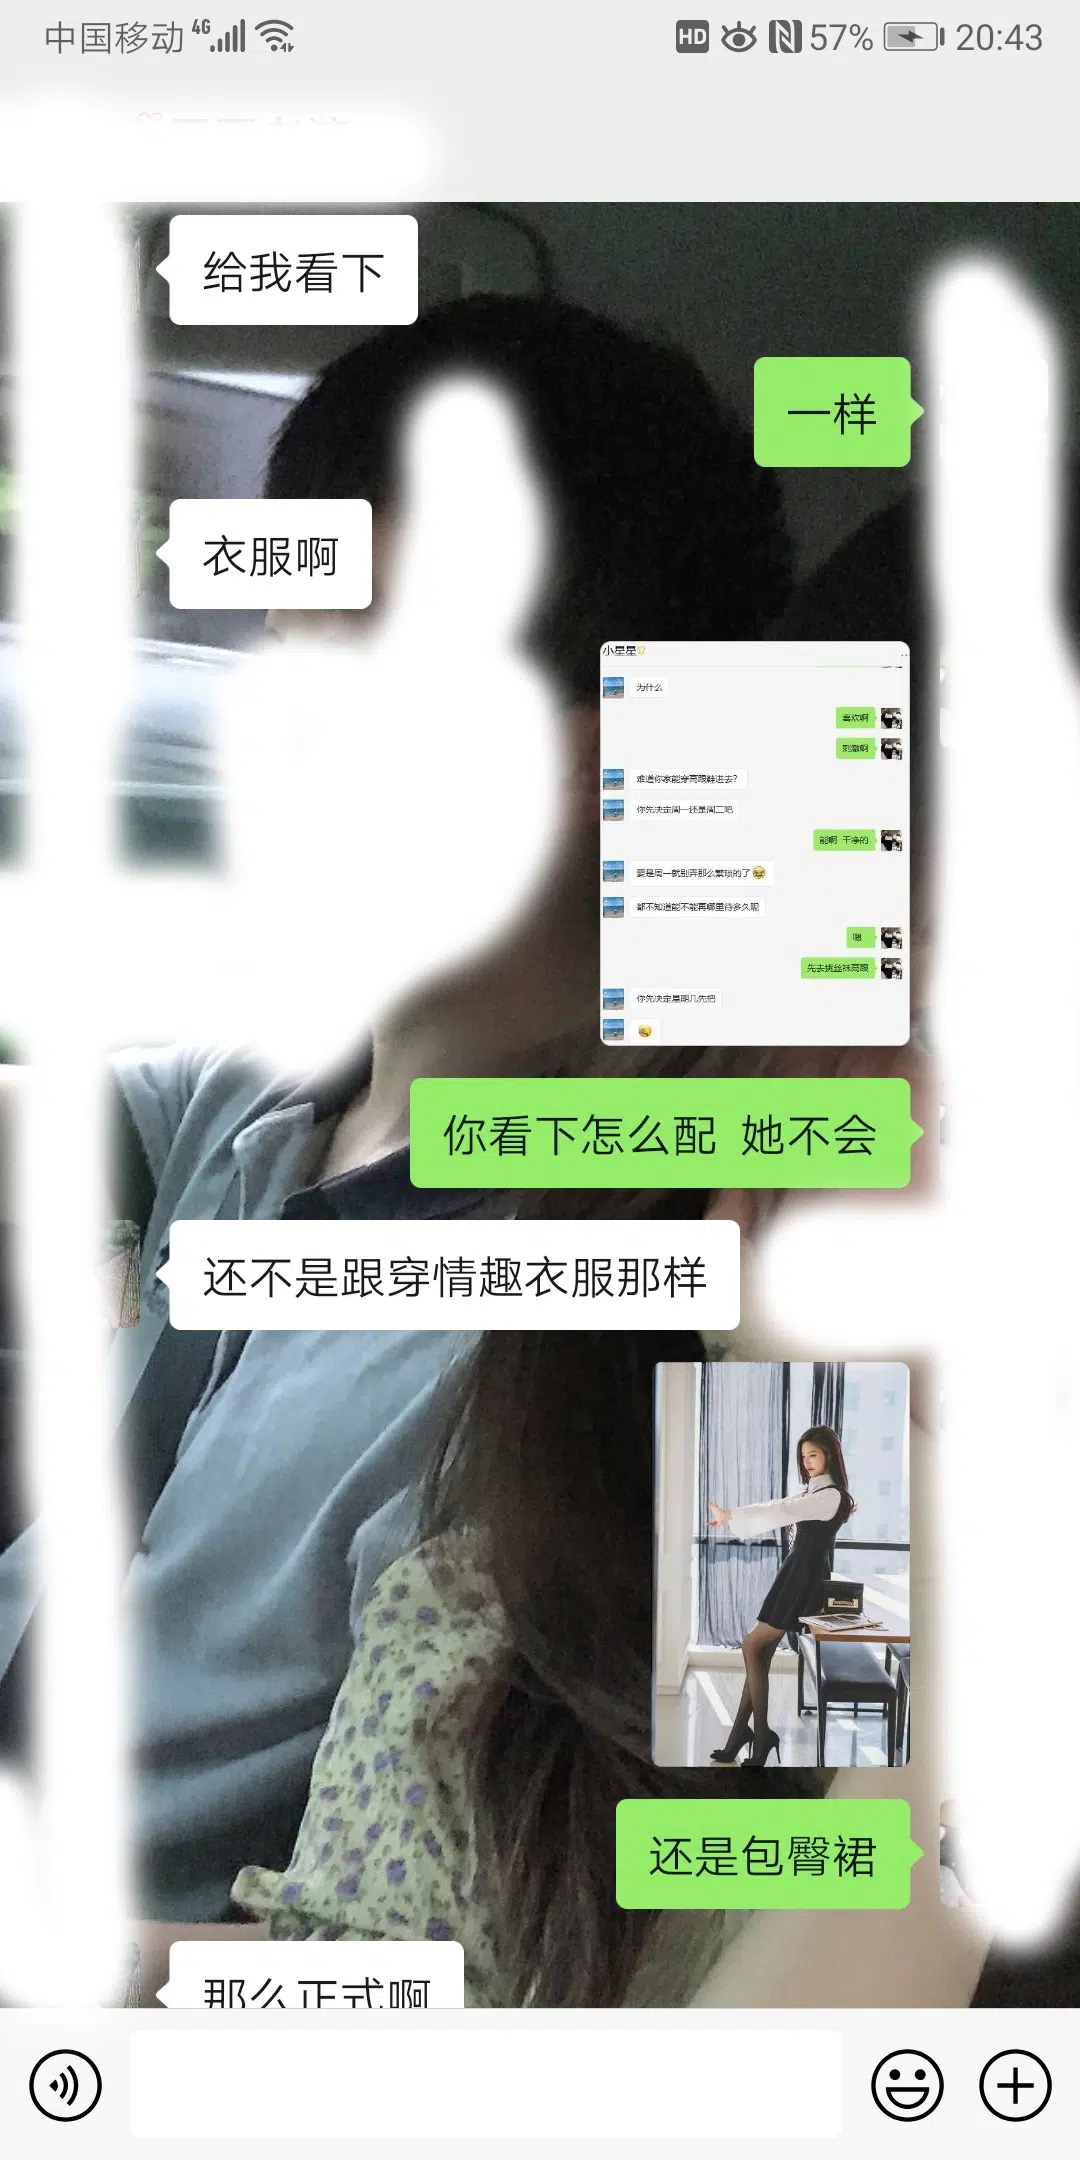 中国移动 4G HD 57% 20:43
给我看下
一样
衣服啊
小星星
为什么
喜欢啊
刺激啊
难道你家能穿高跟鞋进去?
你先决定周一还是周二吧
能啊 干净的
要是周一就别弄那么繁琐的了
都不知道能不能再哪里待多久呢
嗯
先去挑丝袜高跟
你先决定星期几先把
你看下怎么配 她不会
还不是跟穿情趣衣服那样
还是包臀裙
那么正式啊